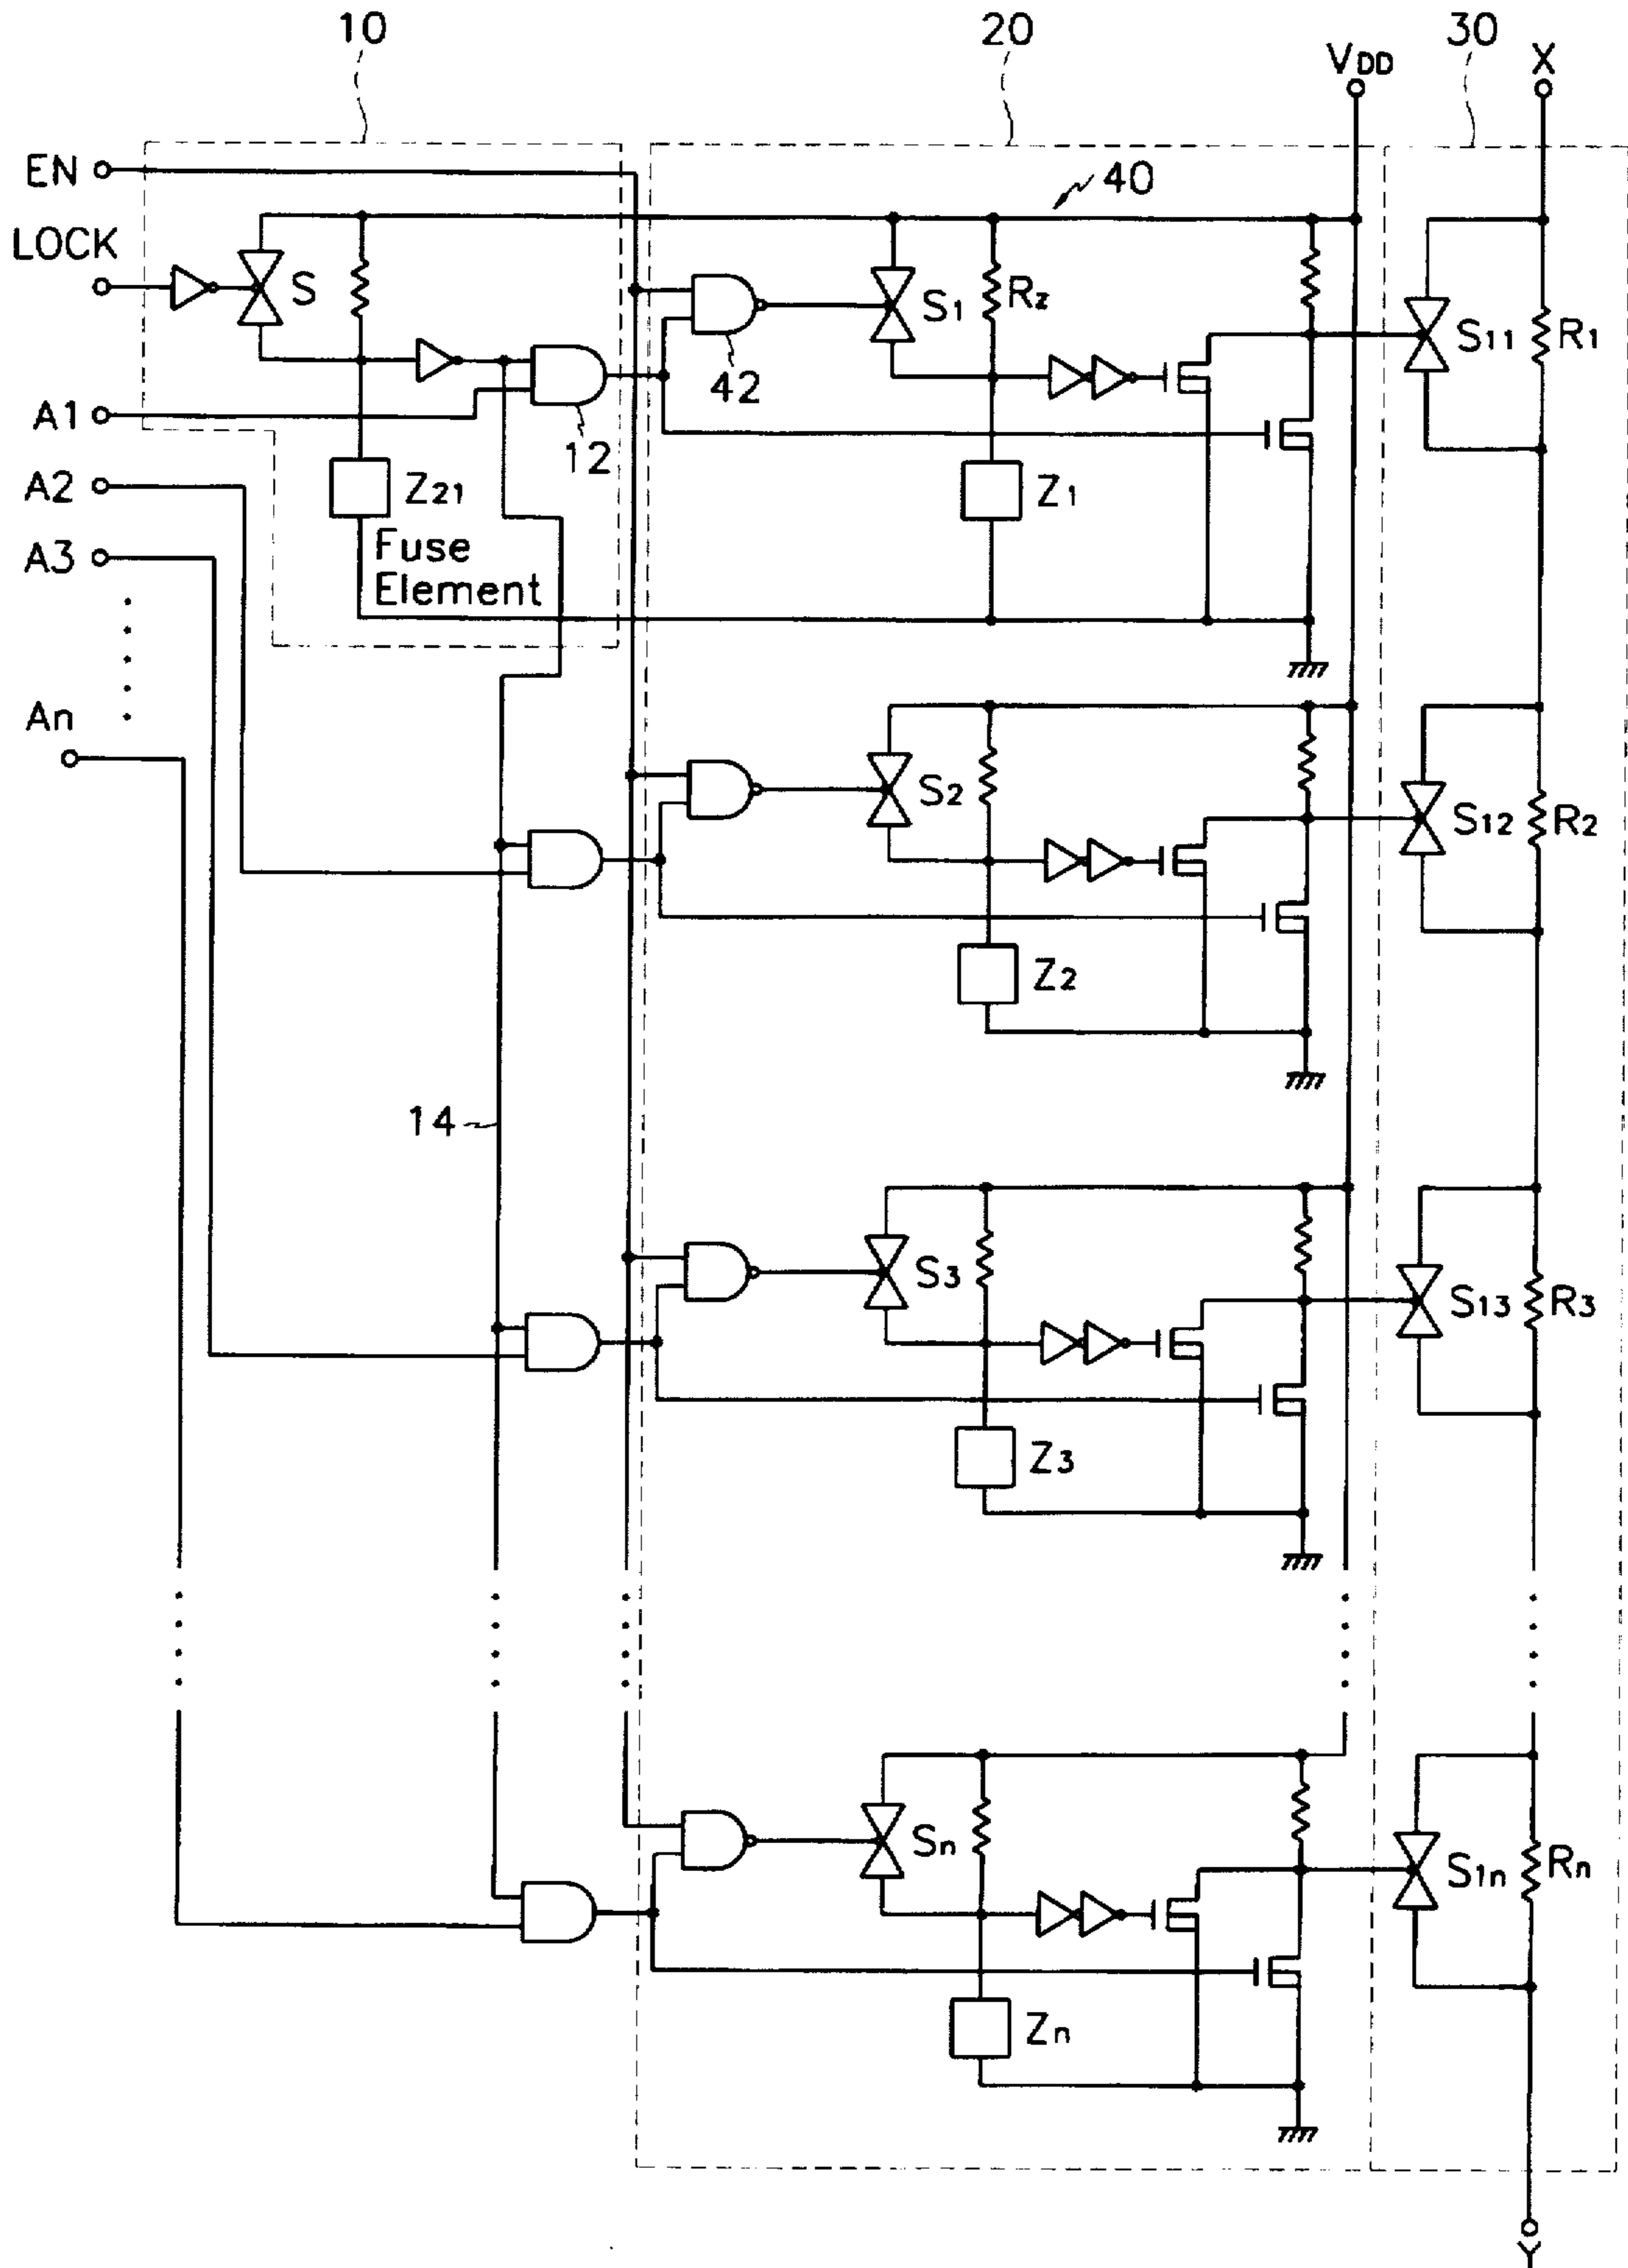 10
20
30
VDD
X
EN
40
LOCK
S
S1
Rz
S11
R1
42
A1
12
A2
Z21
Z1
A3
Fuse
Element
An
S2
S12
R2
Z2
14
S3
S13
R3
Z3
Sn
S1n
Rn
Zn
Y